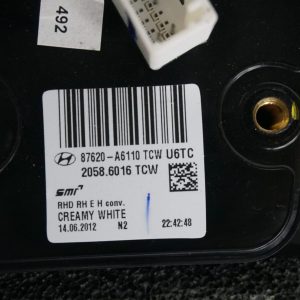 492
87620-A6110 TCW U6TC
2058.6016 TCW
smr
RHD RH E H conv.
CREAMY WHITE
14.06.2012 N2 22:42:48